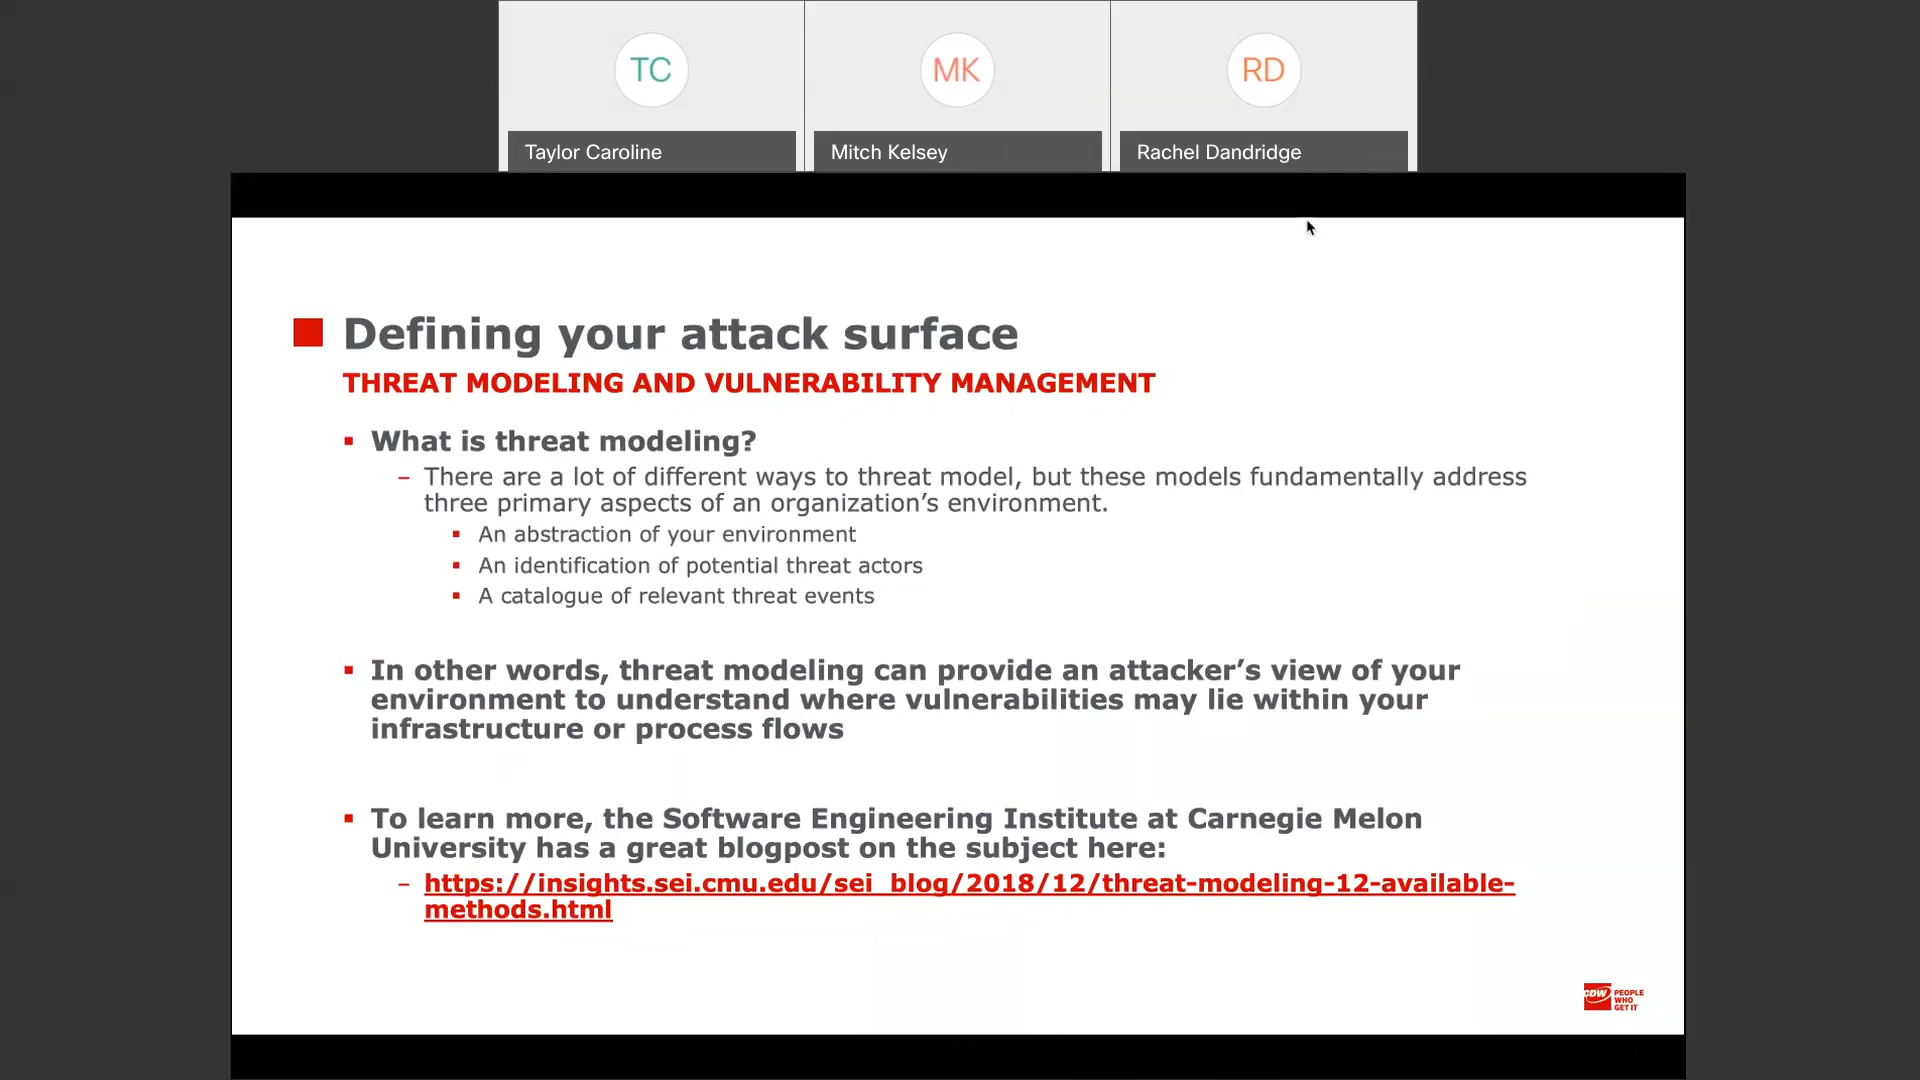 TC
MK
RD
Taylor Caroline
Mitch Kelsey
Rachel Dandridge
Defining your attack surface
THREAT MODELING AND VULNERABILITY MANAGEMENT
What is threat modeling?
– There are a lot of different ways to threat model, but these models fundamentally address
three primary aspects of an organization’s environment.
An abstraction of your environment
An identification of potential threat actors
A catalogue of relevant threat events
In other words, threat modeling can provide an attacker’s view of your
environment to understand where vulnerabilities may lie within your
infrastructure or process flows
To learn more, the Software Engineering Institute at Carnegie Melon
University has a great blogpost on the subject here:
– https://insights.sei.cmu.edu/sei_blog/2018/12/threat-modeling-12-available-
methods.html
CDW
PEOPLE
WHO
GET IT